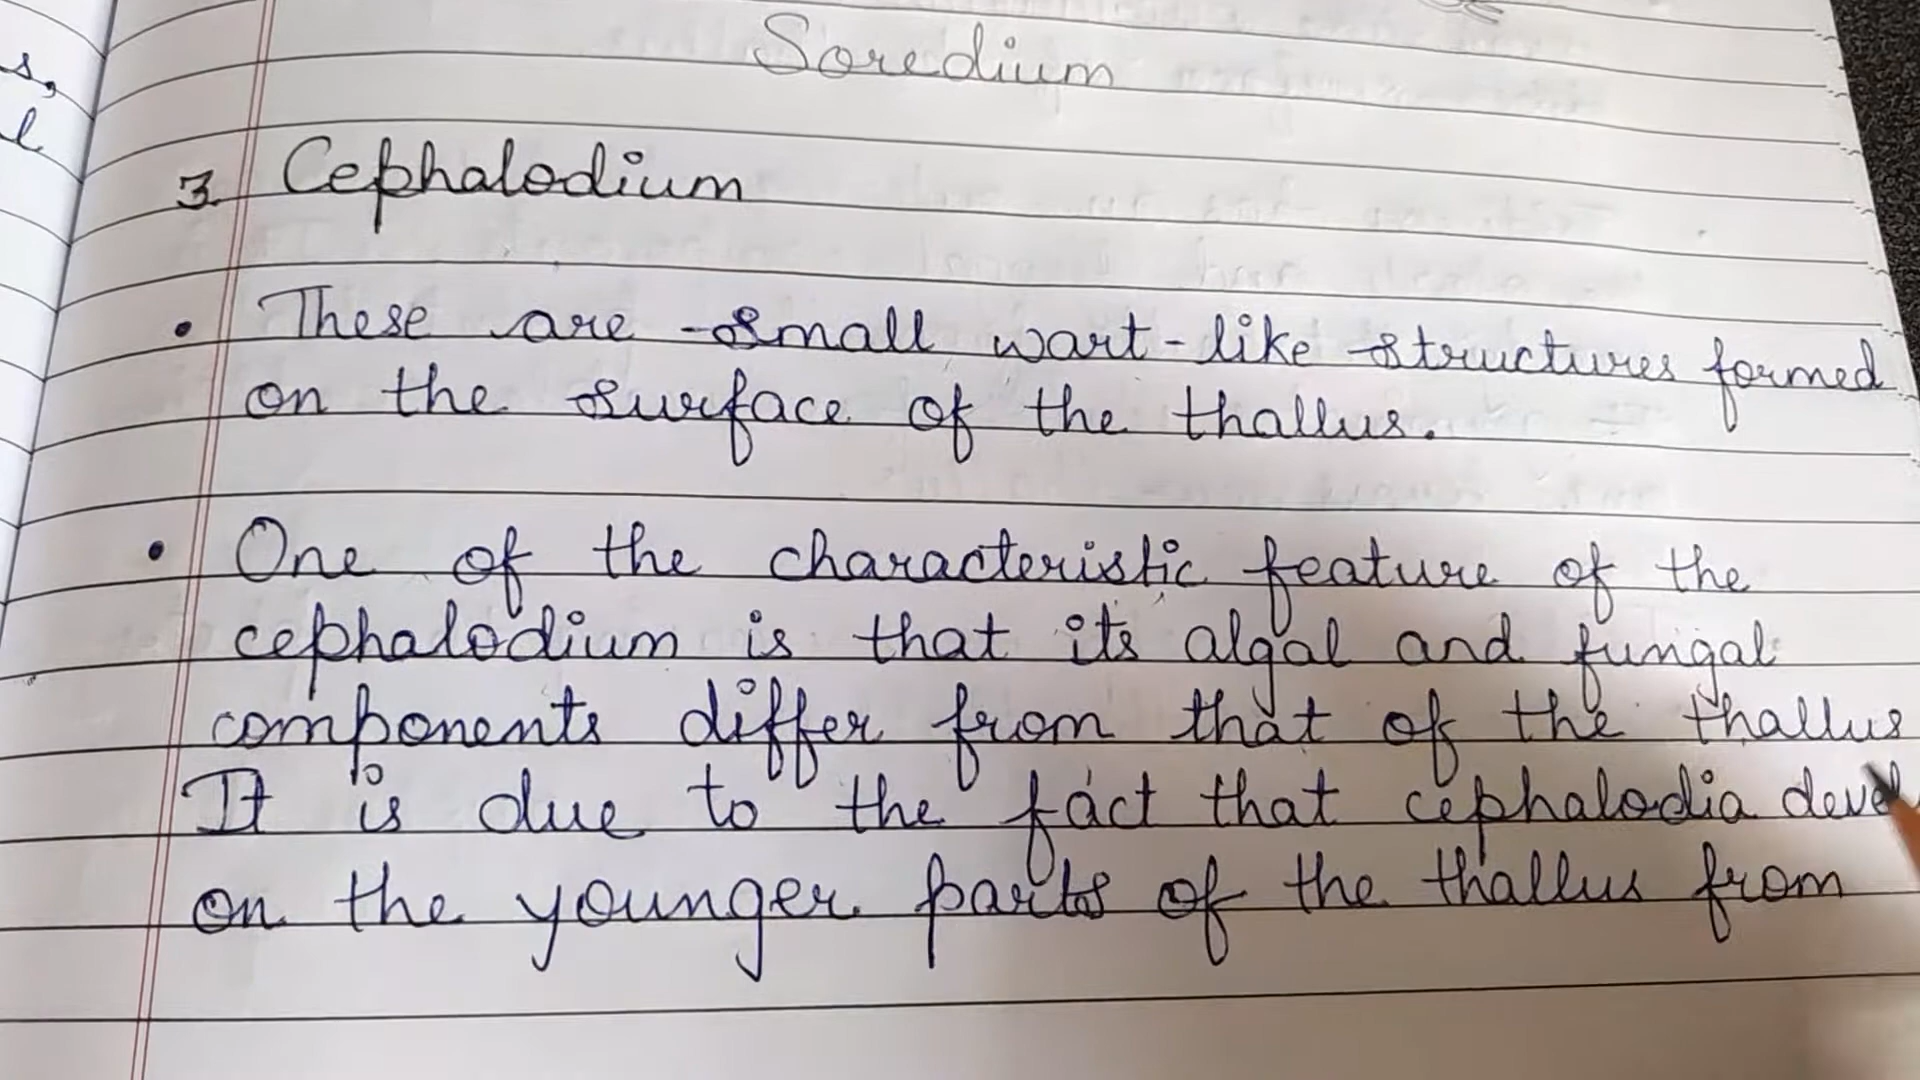 Soredium
3. Cephalodium
• These are small wart-like structures formed
on the surface of the thallus.
• One of the characteristic feature of the
cephalodium is that its algal and fungal
components differ from that of the thallus
It is due to the fact that cephalodia
on the younger parts of the thallus from